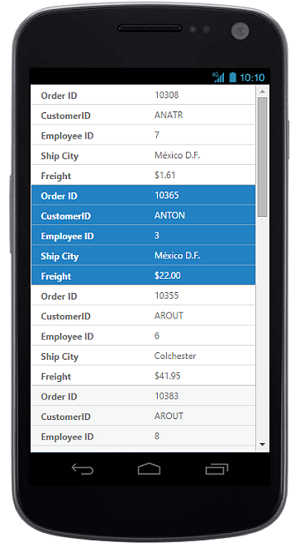 4G 10:10
Order ID 10308
CustomerID ANATR
Employee ID 7
Ship City México D.F.
Freight $1.61
Order ID 10365
CustomerID ANTON
Employee ID 3
Ship City México D.F.
Freight $22.00
Order ID 10355
CustomerID AROUT
Employee ID 6
Ship City Colchester
Freight $41.95
Order ID 10383
CustomerID AROUT
Employee ID 8